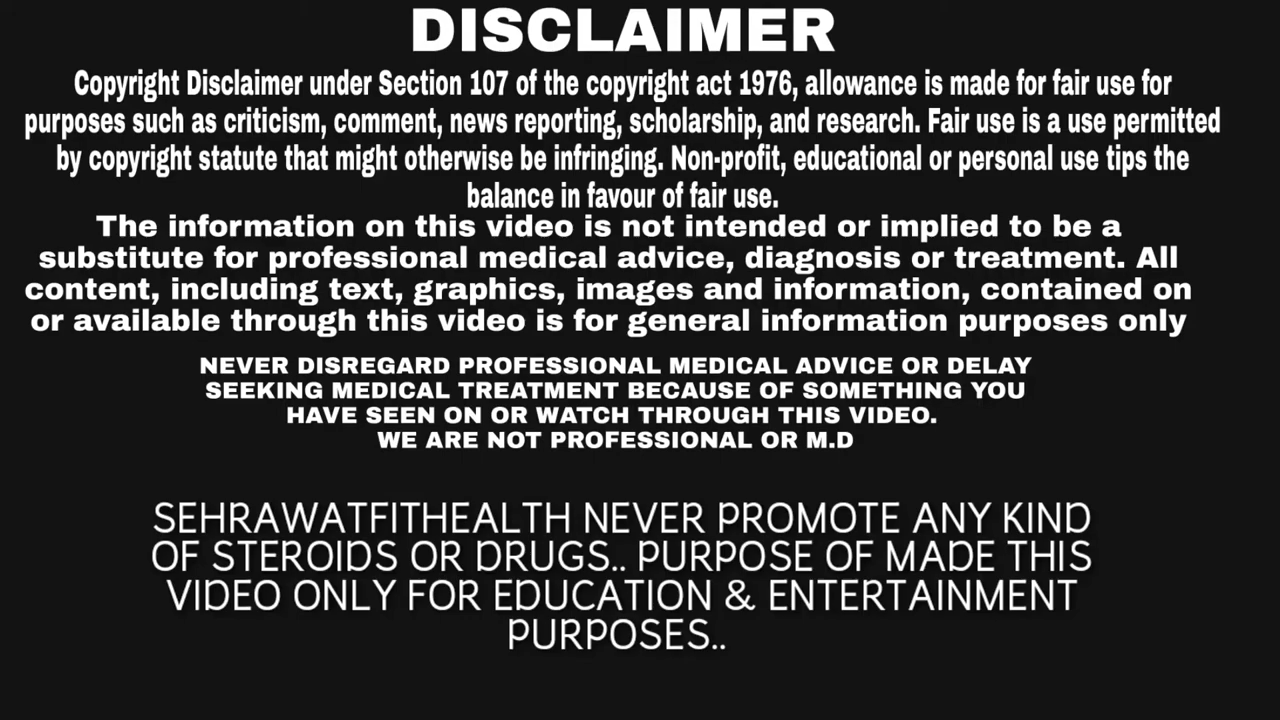 DISCLAIMER
Copyright Disclaimer under Section 107 of the copyright act 1976, allowance is made for fair use for
purposes such as criticism, comment, news reporting, scholarship, and research. Fair use is a use permitted
by copyright statute that might otherwise be infringing. Non-profit, educational or personal use tips the
balance in favour of fair use.
The information on this video is not intended or implied to be a
substitute for professional medical advice, diagnosis or treatment. All
content, including text, graphics, images and information, contained on
or available through this video is for general information purposes only
NEVER DISREGARD PROFESSIONAL MEDICAL ADVICE OR DELAY
SEEKING MEDICAL TREATMENT BECAUSE OF SOMETHING YOU
HAVE SEEN ON OR WATCH THROUGH THIS VIDEO.
WE ARE NOT PROFESSIONAL OR M.D
SEHRAWATFITHEALTH NEVER PROMOTE ANY KIND
OF STEROIDS OR DRUGS.. PURPOSE OF MADE THIS
VIDEO ONLY FOR EDUCATION & ENTERTAINMENT
PURPOSES..